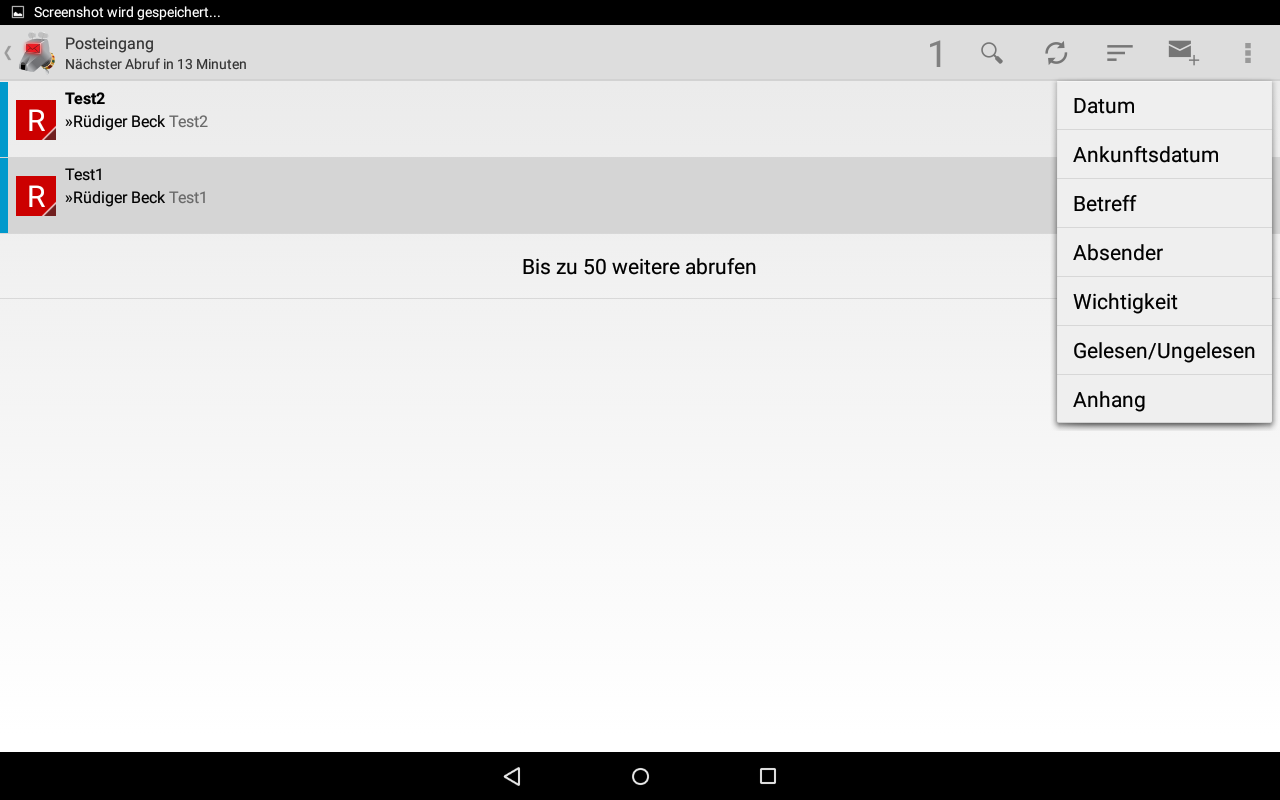 Screenshot wird gespeichert...
Posteingang
Nächster Abruf in 13 Minuten
1
Test2
R
»Rüdiger Beck Test2
Test1
R
»Rüdiger Beck Test1
Bis zu 50 weitere abrufen
Datum
Ankunftsdatum
Betreff
Absender
Wichtigkeit
Gelesen/Ungelesen
Anhang